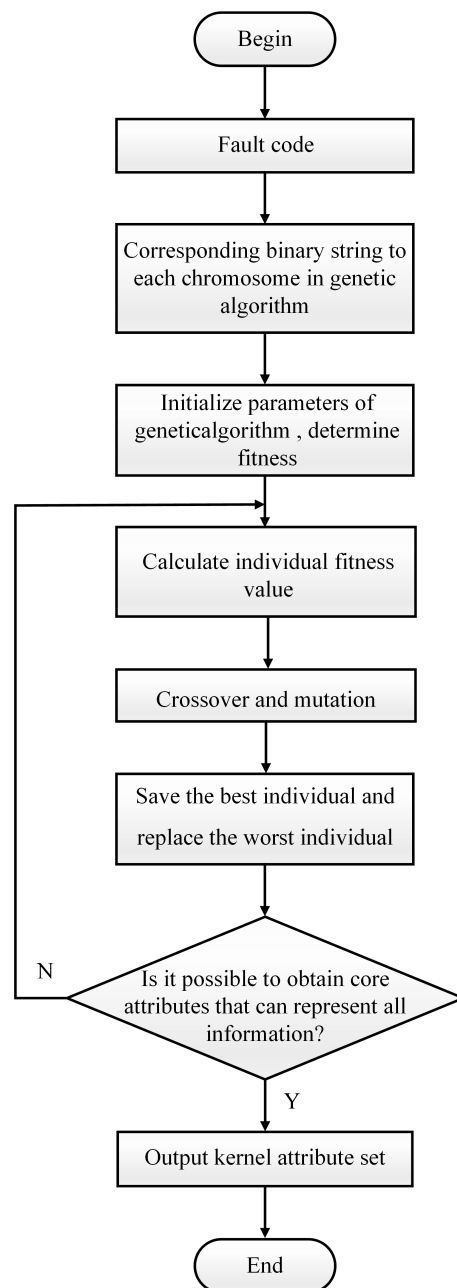 Begin
Fault code
Corresponding binary string to
each chromosome in genetic
algorithm
Initialize parameters of
geneticalgorithm , determine
fitness
Calculate individual fitness
value
Crossover and mutation
Save the best individual and
replace the worst individual
N
Is it possible to obtain core
attributes that can represent all
information?
Y
Output kernel attribute set
End